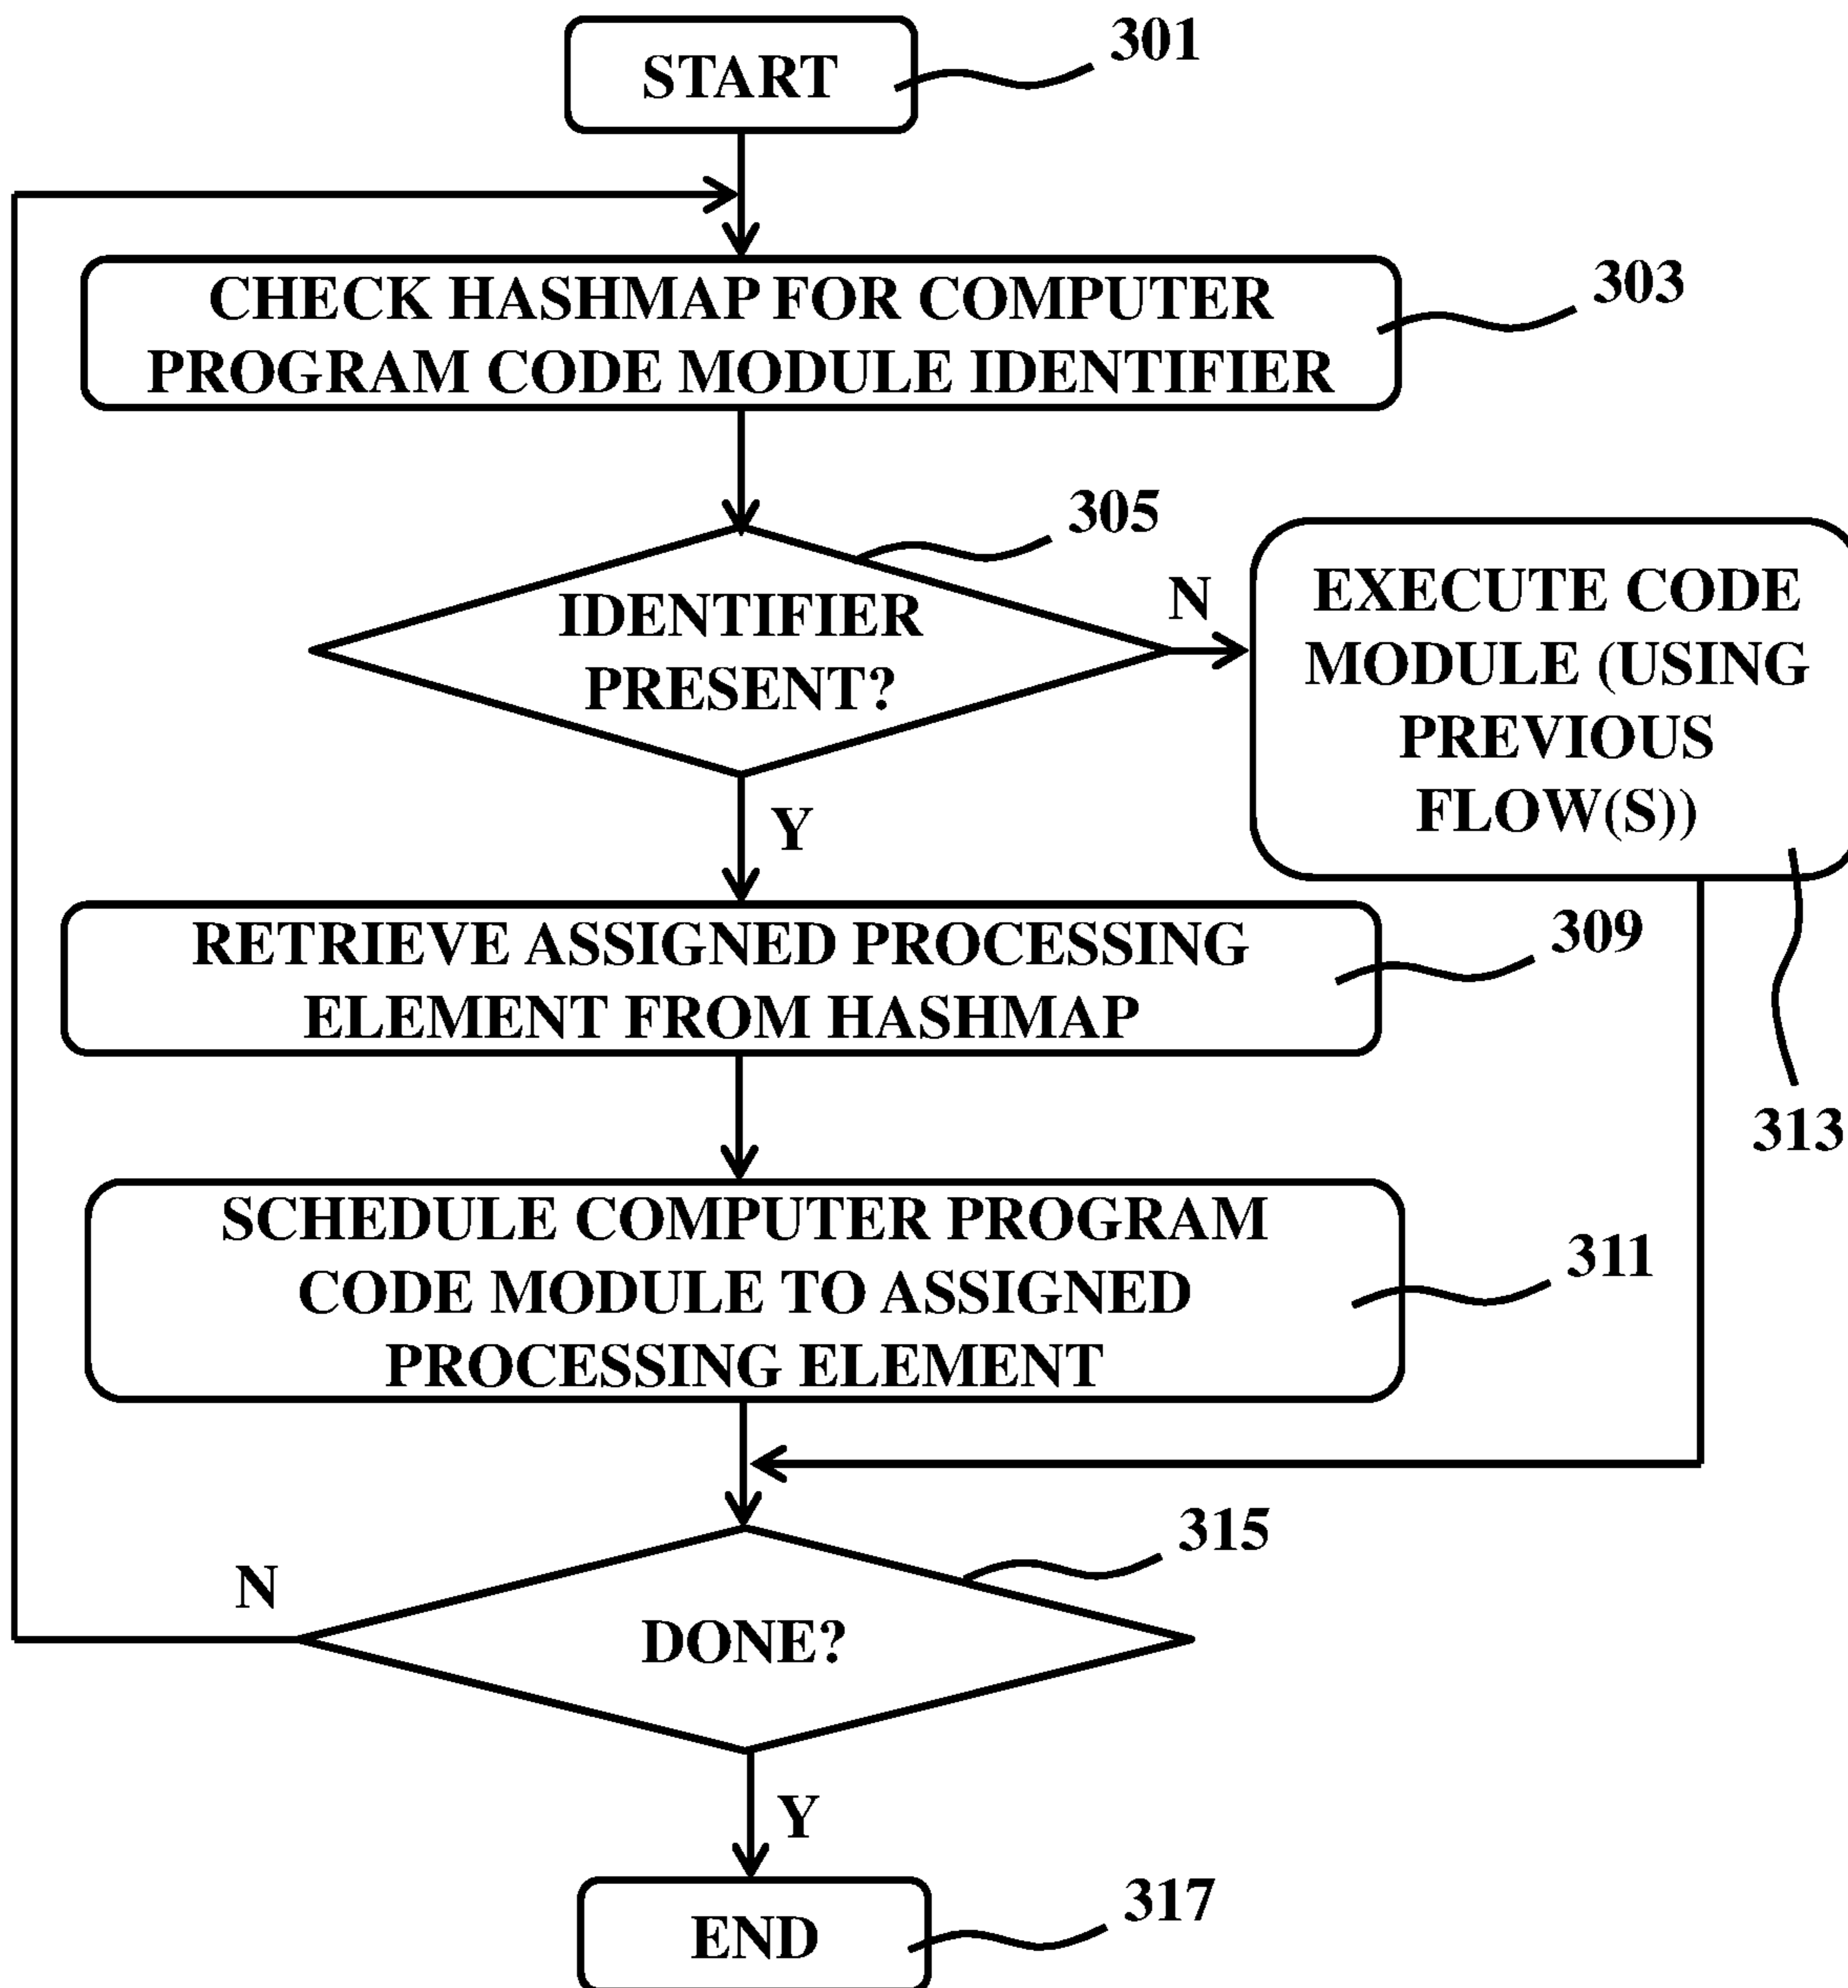 START
301
CHECK HASHMAP FOR COMPUTER
PROGRAM CODE MODULE IDENTIFIER
303
305
IDENTIFIER
PRESENT?
N
EXECUTE CODE
MODULE (USING
PREVIOUS
FLOW(S))
313
Y
RETRIEVE ASSIGNED PROCESSING
ELEMENT FROM HASHMAP
309
SCHEDULE COMPUTER PROGRAM
CODE MODULE TO ASSIGNED
PROCESSING ELEMENT
311
315
N
DONE?
Y
END
317